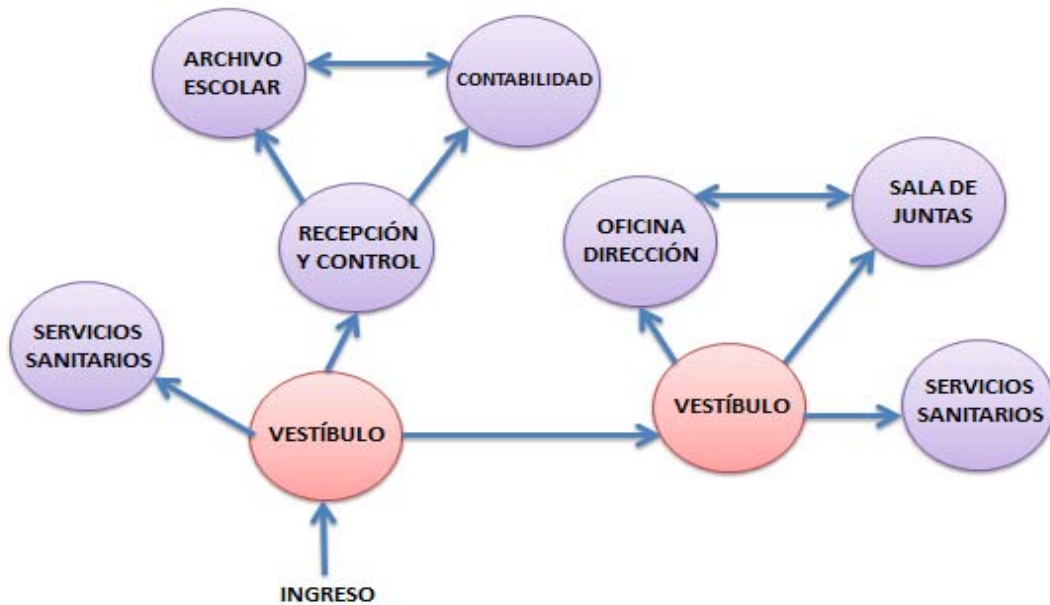 ARCHIVO
ESCOLAR
CONTABILIDAD
RECEPCIÓN
Y CONTROL
OFICINA
DIRECCIÓN
SALA DE
JUNTAS
SERVICIOS
SANITARIOS
VESTÍBULO
VESTÍBULO
SERVICIOS
SANITARIOS
INGRESO